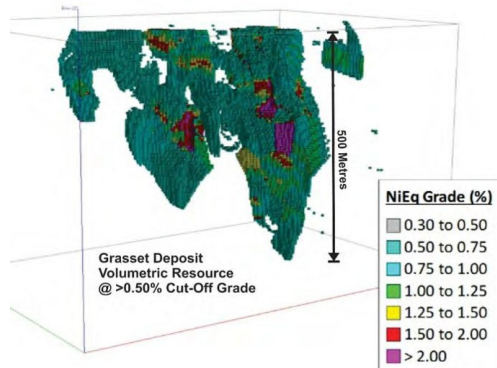 500 Metres
Grasset Deposit
Volumetric Resource
@ >0.50% Cut-Off Grade
NiEq Grade (%)
0.30 to 0.50
0.50 to 0.75
0.75 to 1.00
1.00 to 1.25
1.25 to 1.50
1.50 to 2.00
> 2.00